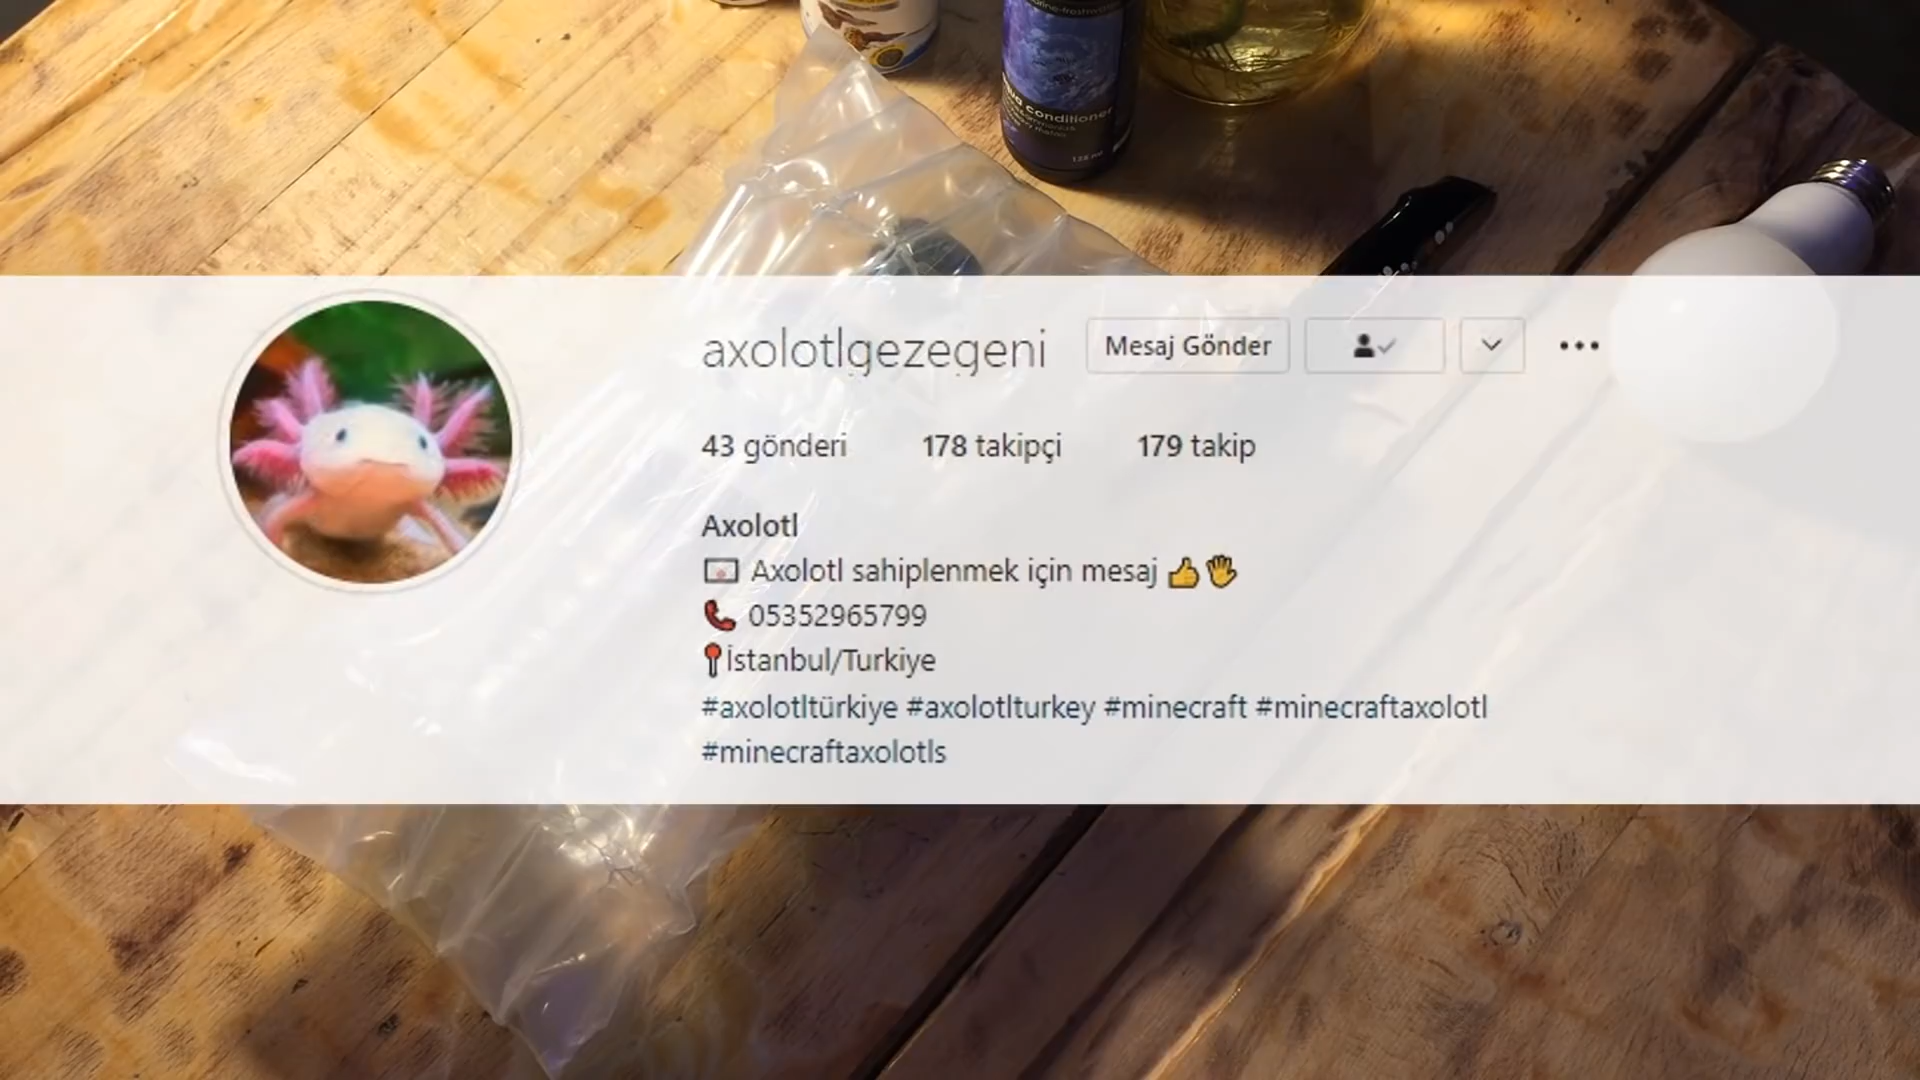 conditioner
axolotlgezegeni
Mesaj Gönder
43 gönderi 178 takipçi 179 takip
Axolotl
Axolotl sahiplenmek için mesaj 👍👋
05352965799
İstanbul/Turkiye
#axolotltürkiye #axolotlturkey #minecraft #minecraftaxolotl
#minecraftaxolotls